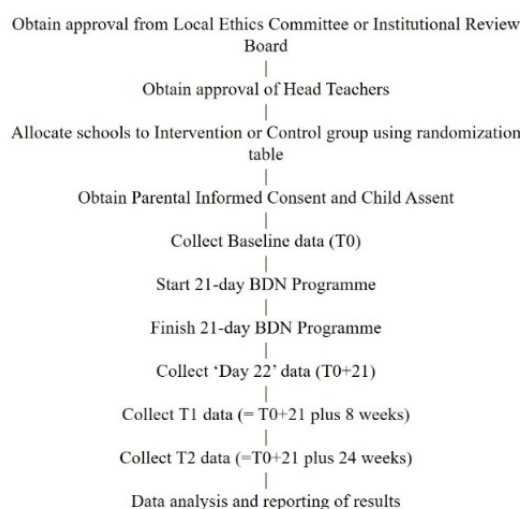 Obtain approval from Local Ethics Committee or Institutional Review
Board
Obtain approval of Head Teachers
Allocate schools to Intervention or Control group using randomization
table
Obtain Parental Informed Consent and Child Assent
Collect Baseline data (T0)
Start 21-day BDN Programme
Finish 21-day BDN Programme
Collect ‘Day 22’ data (T0+21)
Collect T1 data (= T0+21 plus 8 weeks)
Collect T2 data (=T0+21 plus 24 weeks)
Data analysis and reporting of results